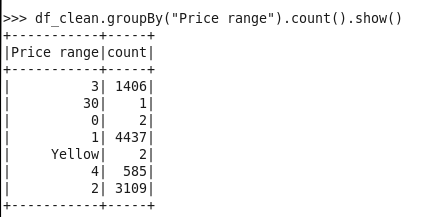 >>> df_clean.groupBy("Price range").count().show()
+-----------+-----+
|Price range|count|
+-----------+-----+
|          3| 1406|
|         30|    1|
|          0|    2|
|          1| 4437|
|     Yellow|    2|
|          4|  585|
|          2| 3109|
+-----------+-----+